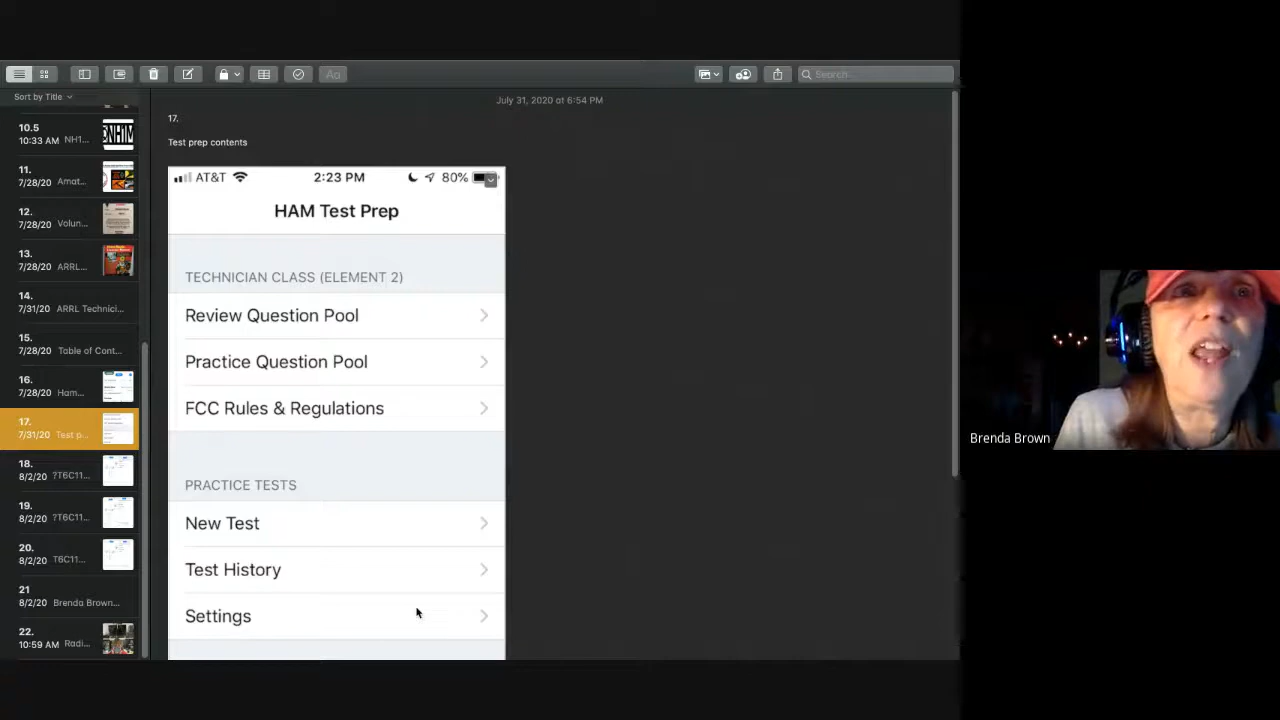 Aa
Search
Sort by Title
July 31, 2020 at 6:54 PM
10.5
10:33 AM NH1...
11.
7/28/20 Amat...
12.
7/28/20 Volun...
13.
7/28/20 ARRL...
14.
7/31/20 ARRL Technici...
15.
7/28/20 Table of Cont...
16.
7/28/20 Ham...
17.
7/31/20 Test p...
18.
8/2/20 ?T6C11...
19.
8/2/20 ?T6C11...
20.
8/2/20 T6C11...
21
8/2/20 Brenda Brown...
22.
10:59 AM Radi...
17.
Test prep contents
AT&T 2:23 PM 80%
HAM Test Prep
TECHNICIAN CLASS (ELEMENT 2)
Review Question Pool
Practice Question Pool
FCC Rules & Regulations
PRACTICE TESTS
New Test
Test History
Settings
Brenda Brown